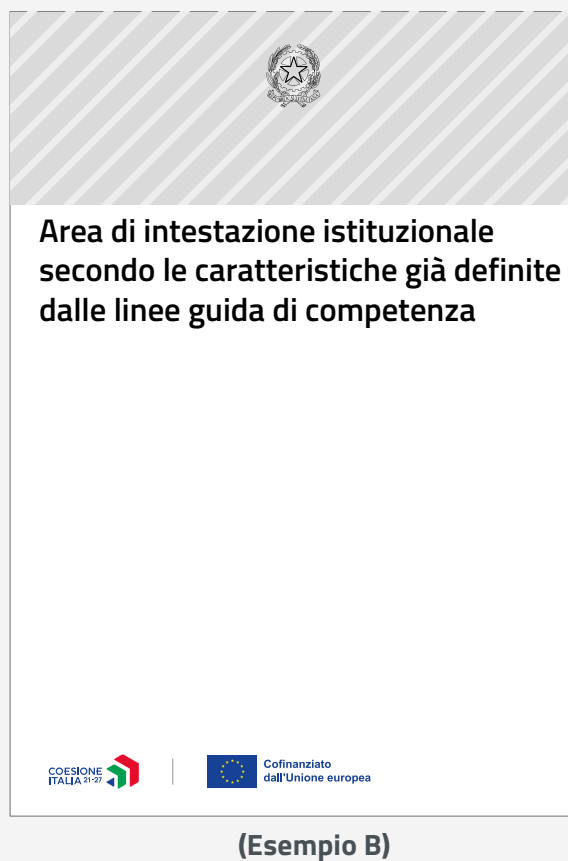 Area di intestazione istituzionale
secondo le caratteristiche già definite
dalle linee guida di competenza
COESIONE
ITALIA 21-27
Cofinanziato
dall'Unione europea
(Esempio B)